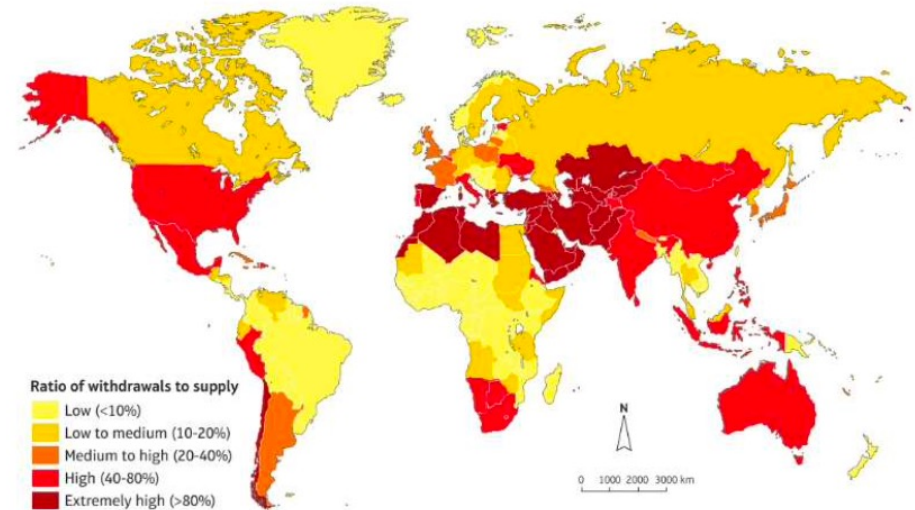 Ratio of withdrawals to supply
Low (<10%)
Low to medium (10-20%)
Medium to high (20-40%)
High (40-80%)
Extremely high (>80%)
N
0 1000 2000 3000 km